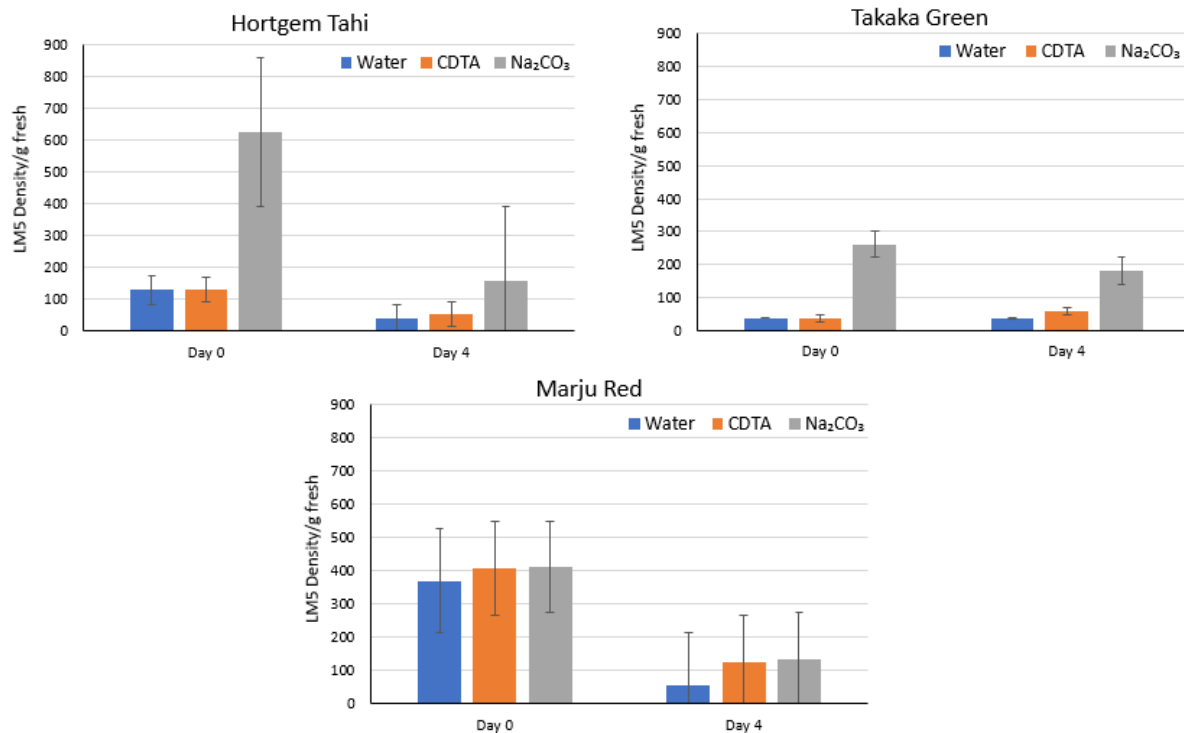 Hortgem Tahi
Water CDTA Na₂CO₃
LM5 Density/g fresh
900
800
700
600
500
400
300
200
100
0
Day 0 Day 4
Takaka Green
Water CDTA Na₂CO₃
LM5 Density/g fresh
900
800
700
600
500
400
300
200
100
0
Day 0 Day 4
Marju Red
Water CDTA Na₂CO₃
LM5 Density/g fresh
900
800
700
600
500
400
300
200
100
0
Day 0 Day 4